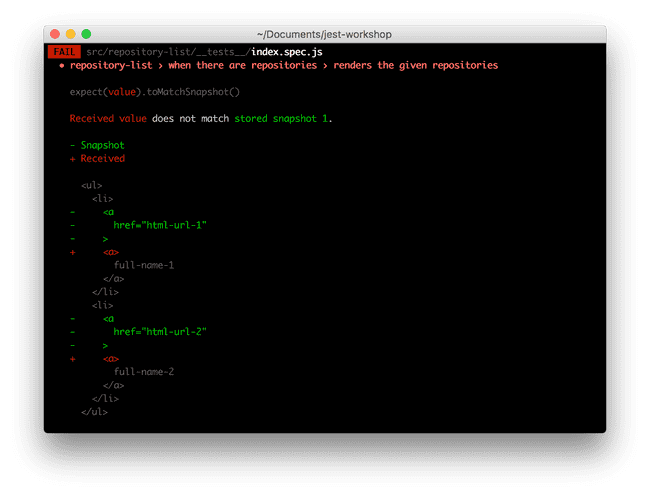 ~/Documents/jest-workshop
FAIL src/repository-list/__tests__/index.spec.js
● repository-list › when there are repositories › renders the given repositories
expect(value).toMatchSnapshot()
Received value does not match stored snapshot 1.
- Snapshot
+ Received
<ul>
<li>
- <a
- href="html-url-1"
- >
+ <a>
full-name-1
</a>
</li>
<li>
- <a
- href="html-url-2"
- >
+ <a>
full-name-2
</a>
</li>
</ul>